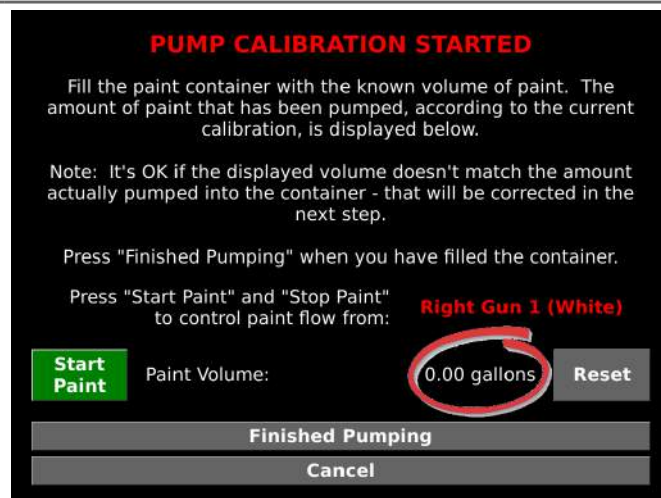 PUMP CALIBRATION STARTED
Fill the paint container with the known volume of paint.  The
amount of paint that has been pumped, according to the current
calibration, is displayed below.
Note:  It's OK if the displayed volume doesn't match the amount
actually pumped into the container - that will be corrected in the
next step.
Press "Finished Pumping" when you have filled the container.
Press "Start Paint" and "Stop Paint"
to control paint flow from:
Right Gun 1 (White)
Start
Paint
Paint Volume:
0.00 gallons
Reset
Finished Pumping
Cancel